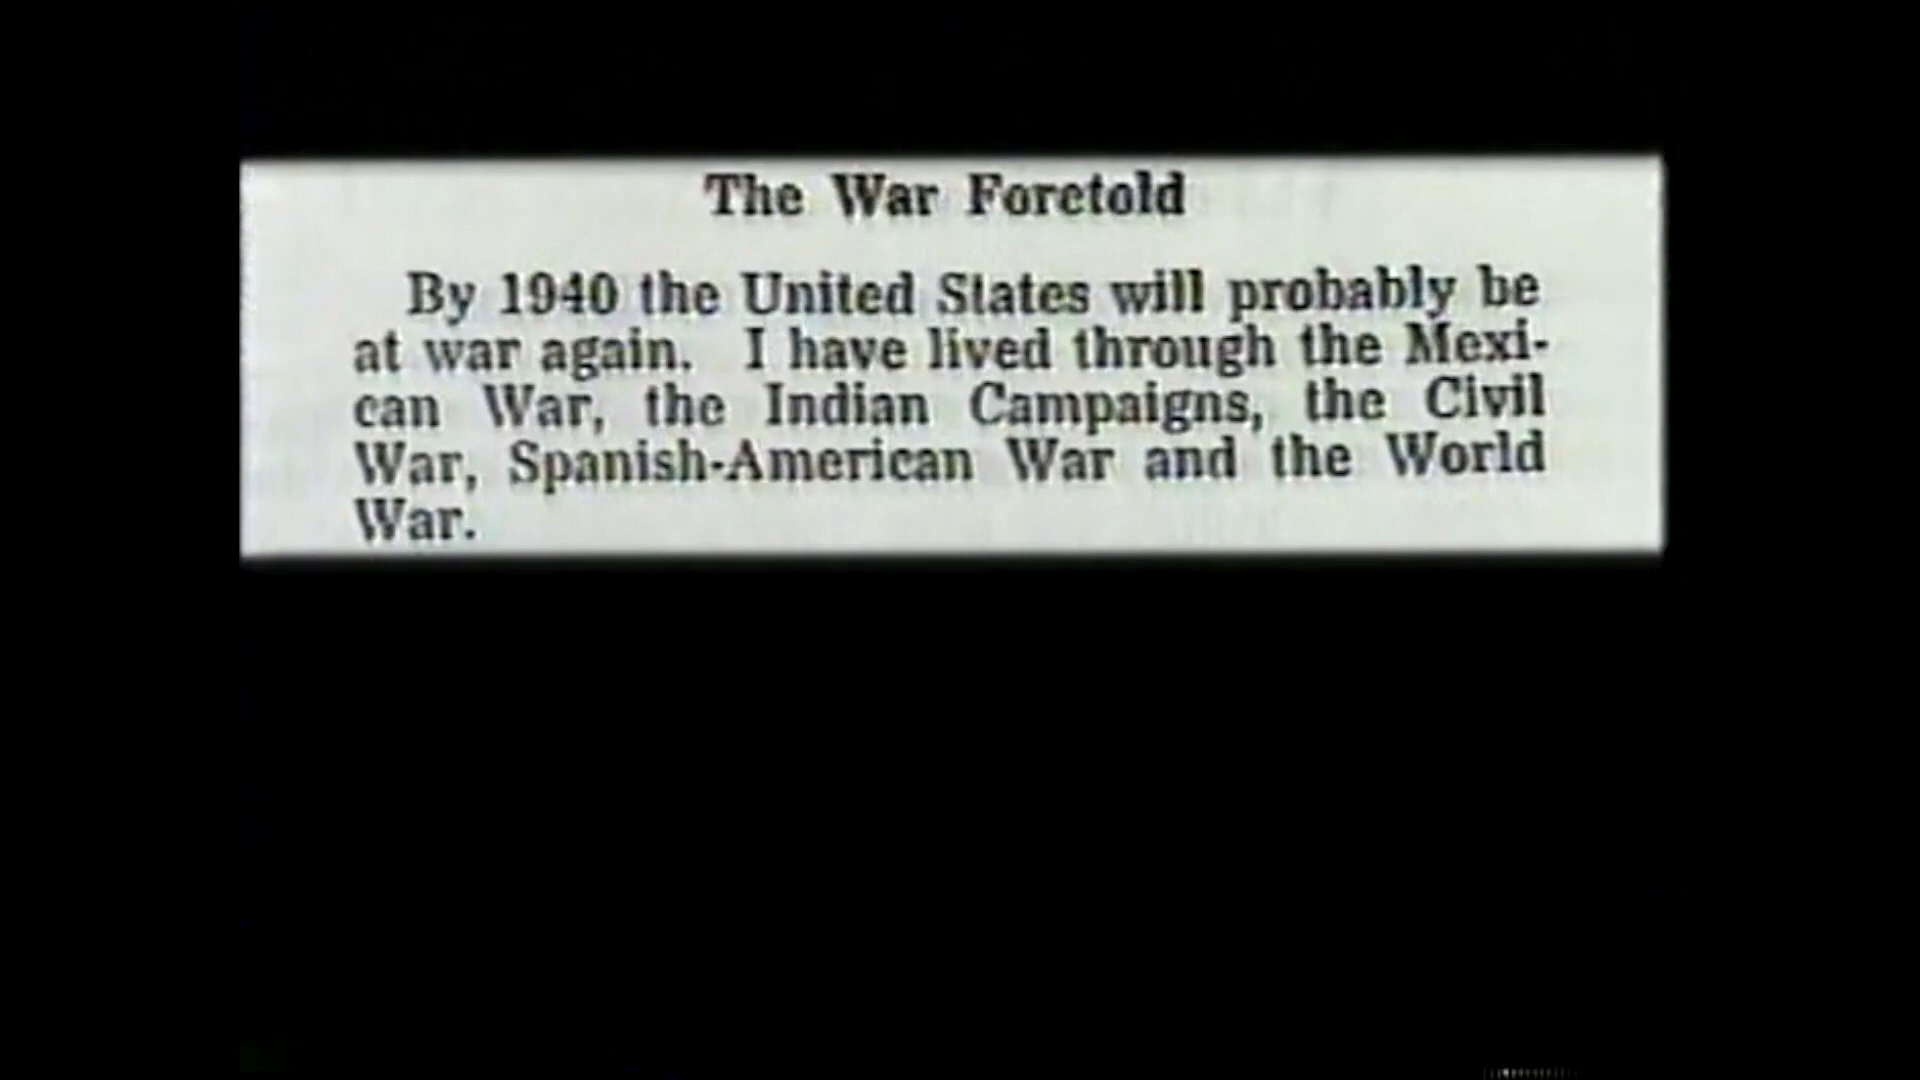 The War Foretold
By 1940 the United States will probably be
at war again. I have lived through the Mexi-
can War, the Indian Campaigns, the Civil
War, Spanish-American War and the World
War.